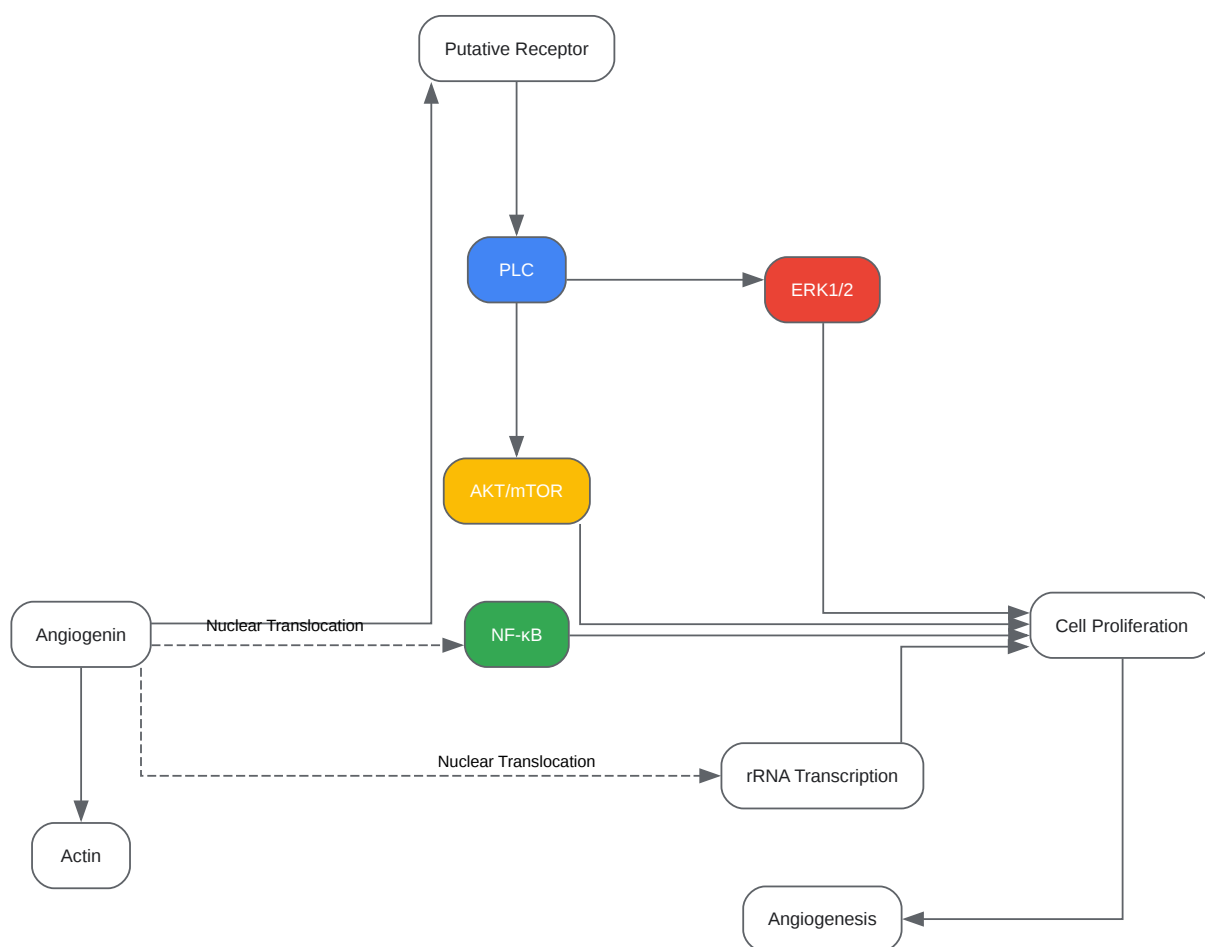 Putative Receptor
PLC
ERK1/2
AKT/mTOR
Angiogenin
Nuclear Translocation
NF-κB
Cell Proliferation
Nuclear Translocation
rRNA Transcription
Actin
Angiogenesis